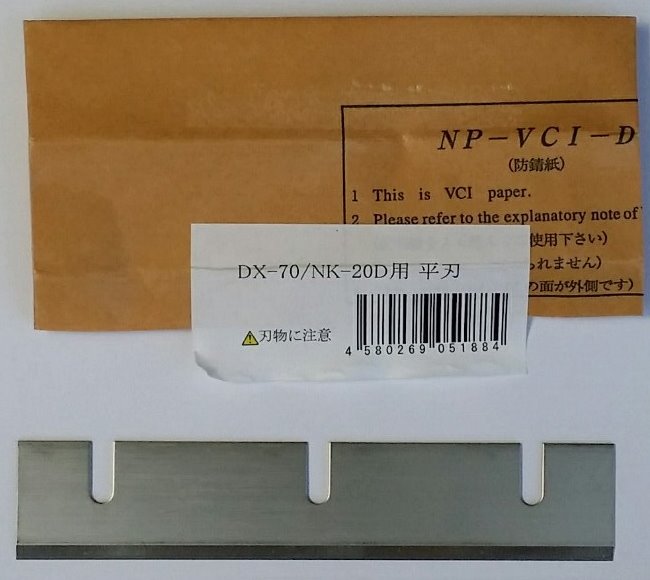 NP-VCI-D
(防錆紙)
1 This is VCI paper.
2 Please refer to the explanatory note of
使用下さい)
られません)
の面が外側です)
DX-70/NK-20D用 平刃
刃物に注意
4 580269 051884